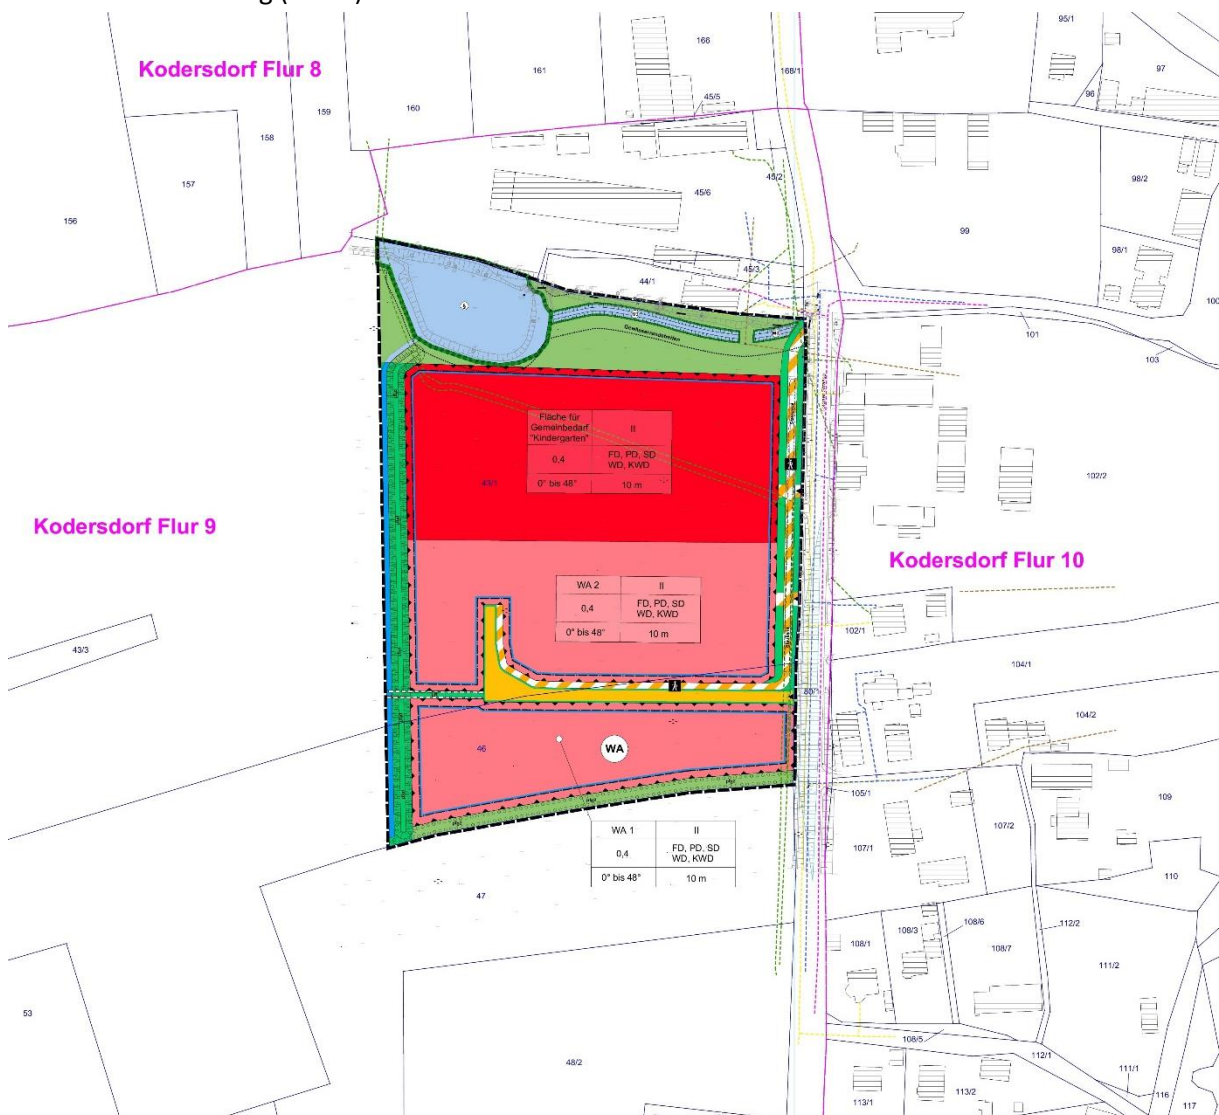 Kodersdorf Flur 8
166
161
160
159
158
157
156
168/1
95/1
97
96
45/5
45/2
45/6
99
98/2
98/1
100
44/1
45/3
101
103
Gewässerrandstreifen
Fläche für
Gemeinbedarf
"Kindergarten"
II
0,4
FD, PD, SD
WD, KWD
0° bis 48°
10 m
43/1
102/2
Kodersdorf Flur 9
Kodersdorf Flur 10
WA 2
II
0,4
FD, PD, SD
WD, KWD
0° bis 48°
10 m
43/3
102/1
104/1
104/2
46
WA
105/1
109
WA 1
II
0,4
FD, PD, SD
WD, KWD
0° bis 48°
10 m
107/2
107/1
110
47
108/1
108/3
108/6
108/7
112/2
111/2
53
48/2
108/5
112/1
111/1
116
117
113/1
113/2